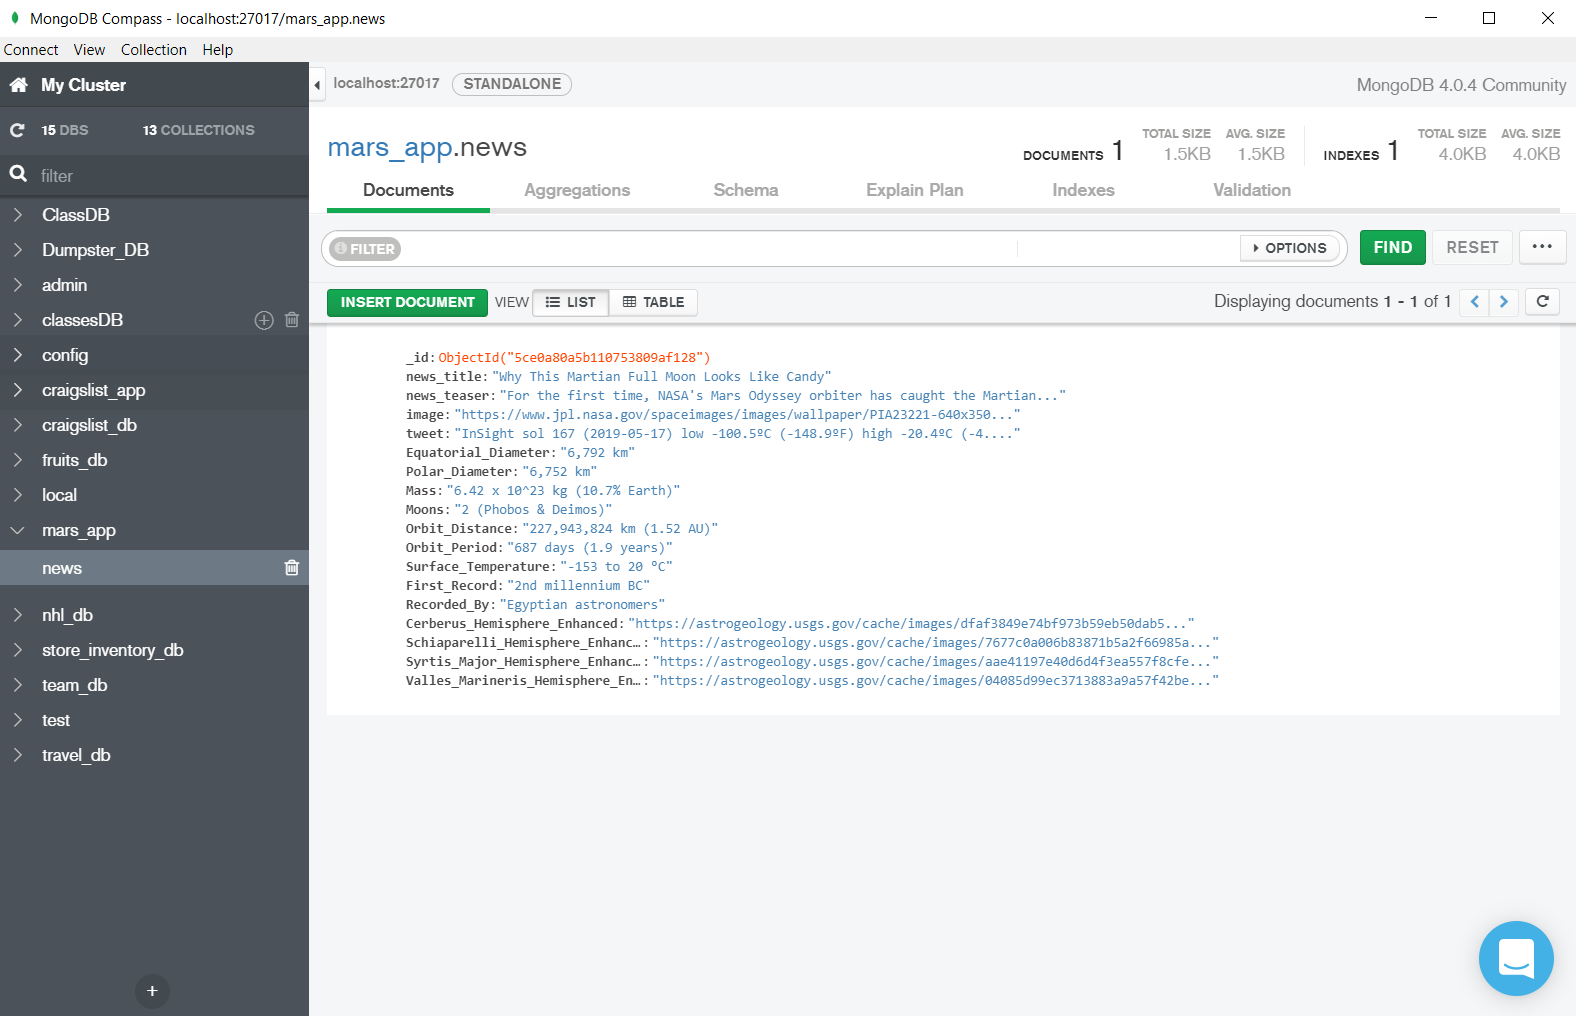 MongoDB Compass - localhost:27017/mars_app.news
Connect View Collection Help
My Cluster
15 DBS 13 COLLECTIONS
filter
ClassDB
Dumpster_DB
admin
classesDB
config
craigslist_app
craigslist_db
fruits_db
local
mars_app
news
nhl_db
store_inventory_db
team_db
test
travel_db
+
localhost:27017 STANDALONE MongoDB 4.0.4 Community
mars_app.news
DOCUMENTS 1 TOTAL SIZE 1.5KB AVG. SIZE 1.5KB INDEXES 1 TOTAL SIZE 4.0KB AVG. SIZE 4.0KB
Documents Aggregations Schema Explain Plan Indexes Validation
FILTER OPTIONS FIND RESET ...
INSERT DOCUMENT VIEW LIST TABLE Displaying documents 1 - 1 of 1
_id: ObjectId("5ce0a80a5b110753809af128")
news_title: "Why This Martian Full Moon Looks Like Candy"
news_teaser: "For the first time, NASA's Mars Odyssey orbiter has caught the Martian..."
image: "https://www.jpl.nasa.gov/spaceimages/images/wallpaper/PIA23221-640x350..."
tweet: "InSight sol 167 (2019-05-17) low -100.5ºC (-148.9ºF) high -20.4ºC (-4...."
Equatorial_Diameter: "6,792 km"
Polar_Diameter: "6,752 km"
Mass: "6.42 x 10^23 kg (10.7% Earth)"
Moons: "2 (Phobos & Deimos)"
Orbit_Distance: "227,943,824 km (1.52 AU)"
Orbit_Period: "687 days (1.9 years)"
Surface_Temperature: "-153 to 20 °C"
First_Record: "2nd millennium BC"
Recorded_By: "Egyptian astronomers"
Cerberus_Hemisphere_Enhanced: "https://astrogeology.usgs.gov/cache/images/dfaf3849e74bf973b59eb50dab5..."
Schiaparelli_Hemisphere_Enhanc…: "https://astrogeology.usgs.gov/cache/images/7677c0a006b83871b5a2f66985a..."
Syrtis_Major_Hemisphere_Enhanc…: "https://astrogeology.usgs.gov/cache/images/aae41197e40d6d4f3ea557f8cfe..."
Valles_Marineris_Hemisphere_En…: "https://astrogeology.usgs.gov/cache/images/04085d99ec3713883a9a57f42be..."